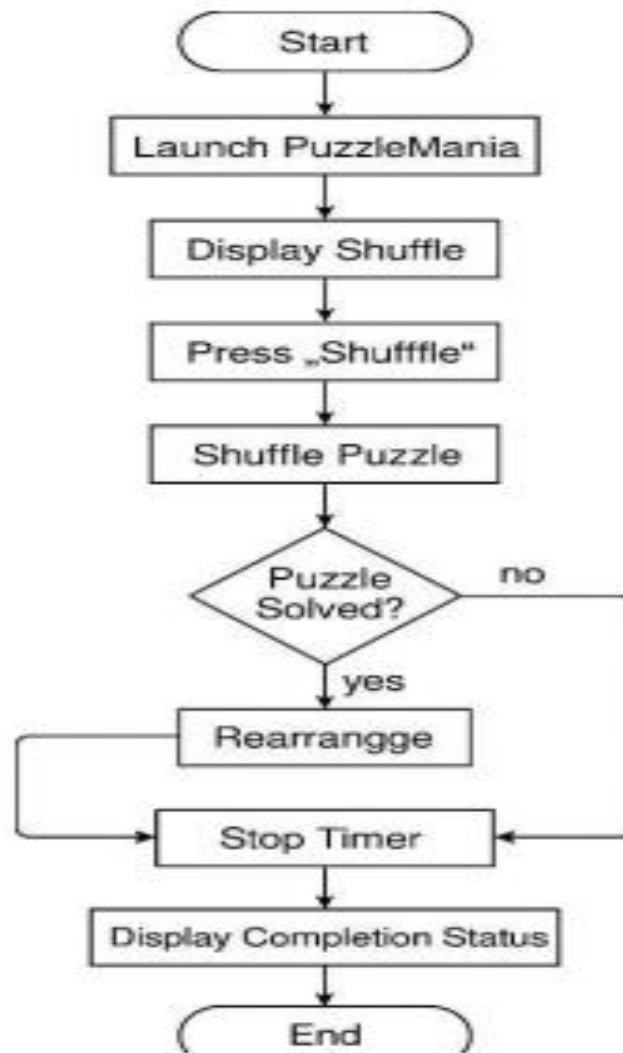 Start
Launch PuzzleMania
Display Shuffle
Press „Shufffle“
Shuffle Puzzle
Puzzle
Solved?
no
yes
Rearrangge
Stop Timer
Display Completion Status
End